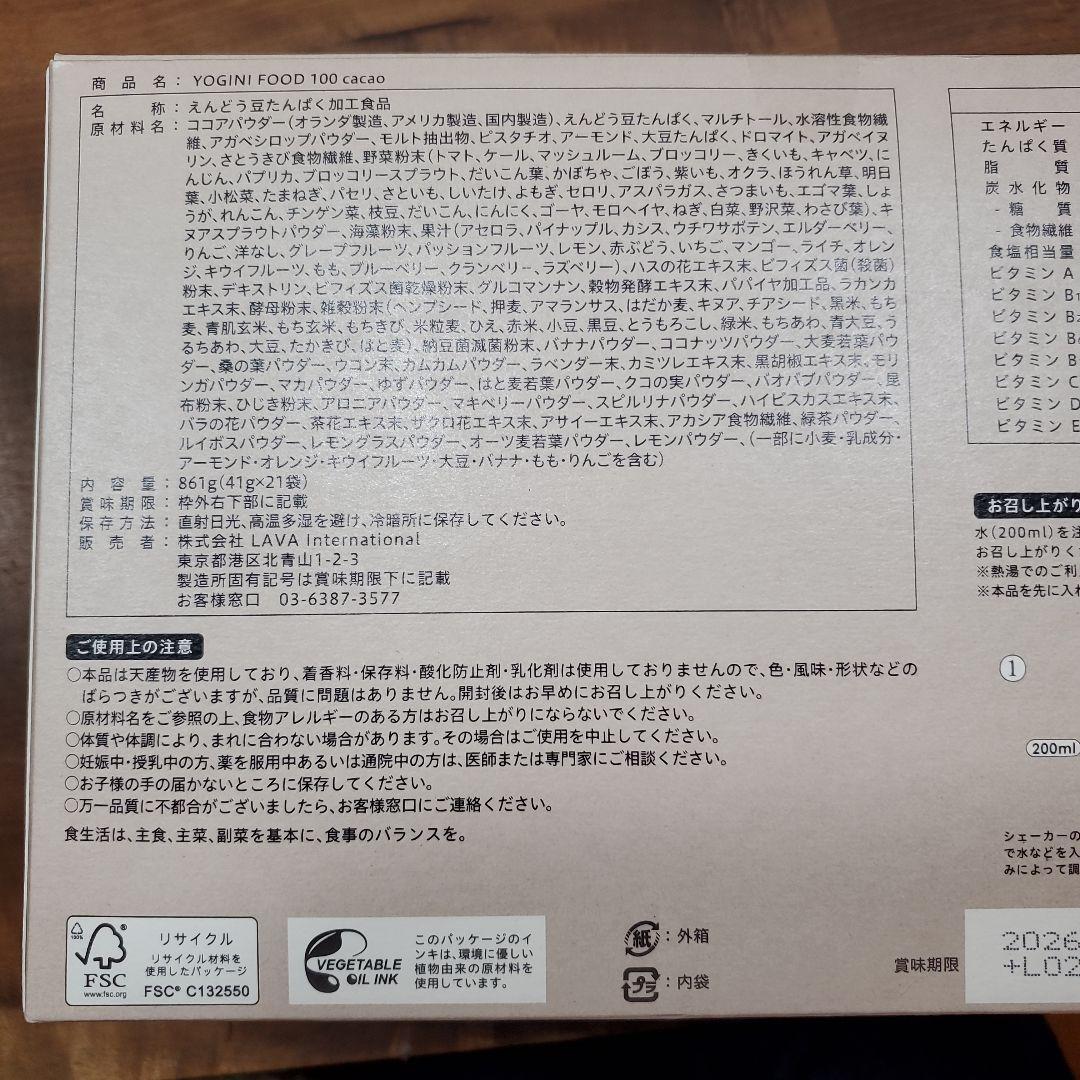 商品名：YOGINI FOOD 100 cacao
名称：えんどう豆たんぱく加工食品
原材料名：ココアパウダー(オランダ製造、アメリカ製造、国内製造)、えんどう豆たんぱく、マルチトール、水溶性食物繊
維、アガベシロップパウダー、モルト抽出物、ピスタチオ、アーモンド、大豆たんぱく、ドロマイト、アガベイヌ
リン、さとうきび食物繊維、野菜粉末(トマト、ケール、マッシュルーム、ブロッコリー、きくいも、キャベツ、に
んじん、パプリカ、ブロッコリースプラウト、だいこん葉、かぼちゃ、ごぼう、紫いも、オクラ、ほうれん草、明日
葉、小松菜、たまねぎ、パセリ、さといも、しいたけ、よもぎ、セロリ、アスパラガス、さつまいも、エゴマ葉、しょ
うが、れんこん、チンゲン菜、枝豆、だいこん、にんにく、ゴーヤ、モロヘイヤ、ねぎ、白菜、野沢菜、わさび葉)、キ
ヌアスプラウトパウダー、海藻粉末、果汁(アセロラ、パイナップル、カシス、ウチワサボテン、エルダーベリー、
りんご、洋なし、グレープフルーツ、パッションフルーツ、レモン、赤ぶどう、いちご、マンゴー、ライチ、オレン
ジ、キウイフルーツ、もも、ブルーベリー、クランベリー、ラズベリー)、ハスの花エキス末、ビフィズス菌(殺菌)
粉末、デキストリン、ビフィズス菌乾燥粉末、グルコマンナン、穀物発酵エキス末、パパイヤ加工品、ラカンカ
エキス末、酵母粉末、雑穀粉末(ヘンプシード、押麦、アマランサス、はだか麦、キヌア、チアシード、黒米、もち
麦、青肌玄米、もち玄米、もちきび、米粒麦、ひえ、赤米、小豆、黒豆、とうもろこし、緑米、もちあわ、青大豆、う
るちあわ、大豆、たかきび、はと麦)、納豆菌滅菌粉末、バナナパウダー、ココナッツパウダー、大麦若葉パウ
ダー、桑の葉パウダー、ウコン末、カムカムパウダー、ラベンダー末、カミツレエキス末、黒胡椒エキス末、モリ
ンガパウダー、マカパウダー、ゆずパウダー、はと麦若葉パウダー、クコの実パウダー、バオバブパウダー、昆
布粉末、ひじき粉末、アロニアパウダー、マキベリーパウダー、スピルリナパウダー、ハイビスカスエキス末、
バラの花パウダー、茶花エキス末、ザクロ花エキス末、アサイーエキス末、アカシア食物繊維、緑茶パウダー、
ルイボスパウダー、レモングラスパウダー、オーツ麦若葉パウダー、レモンパウダー、(一部に小麦・乳成分・
アーモンド・オレンジ・キウイフルーツ・大豆・バナナ・もも・りんごを含む)
内容量：861g(41g×21袋)
賞味期限：枠外右下部に記載
保存方法：直射日光、高温多湿を避け、冷暗所に保存してください。
販売者：株式会社 LAVA International
東京都港区北青山1-2-3
製造所固有記号は賞味期限下に記載
お客様窓口 03-6387-3577
ご使用上の注意
○本品は天産物を使用しており、着香料・保存料・酸化防止剤・乳化剤は使用しておりませんので、色・風味・形状などの
ばらつきがございますが、品質に問題はありません。開封後はお早めにお召し上がりください。
○原材料名をご参照の上、食物アレルギーのある方はお召し上がりにならないでください。
○体質や体調により、まれに合わない場合があります。その場合はご使用を中止してください。
○妊娠中・授乳中の方、薬を服用中あるいは通院中の方は、医師または専門家にご相談ください。
○お子様の手の届かないところに保存してください。
○万一品質に不都合がございましたら、お客様窓口にご連絡ください。
食生活は、主食、主菜、副菜を基本に、食事のバランスを。
100%
FSC®
www.fsc.org
リサイクル
リサイクル材料を
使用したパッケージ
FSC® C132550
VEGETABLE
OIL INK
このパッケージのイ
ンキは、環境に優しい
植物由来の原材料を
使用しています。
紙：外箱
プラ：内袋
エネルギー
たんぱく質
脂質
炭水化物
- 糖質
- 食物繊維
食塩相当量
ビタミン A
ビタミン B1
ビタミン B
ビタミン B
ビタミン B
ビタミン C
ビタミン D
ビタミン E
お召し上がり
水(200ml)を注
お召し上がりく
※熱湯でのご利
※本品を先に入
1
200ml
シェーカーの
で水などを入
みによって調
賞味期限
2026
+L02